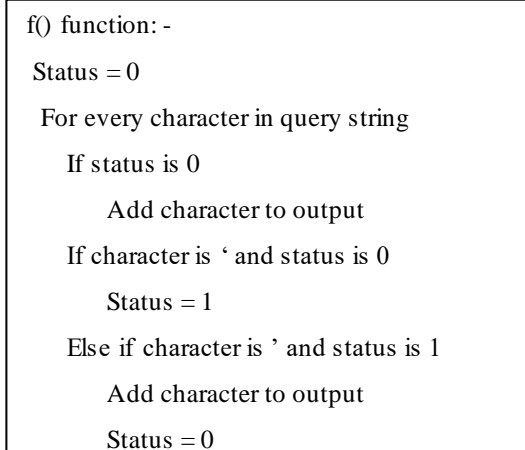 f() function: -
Status = 0
For every character in query string
If status is 0
Add character to output
If character is ‘ and status is 0
Status = 1
Else if character is ’ and status is 1
Add character to output
Status = 0